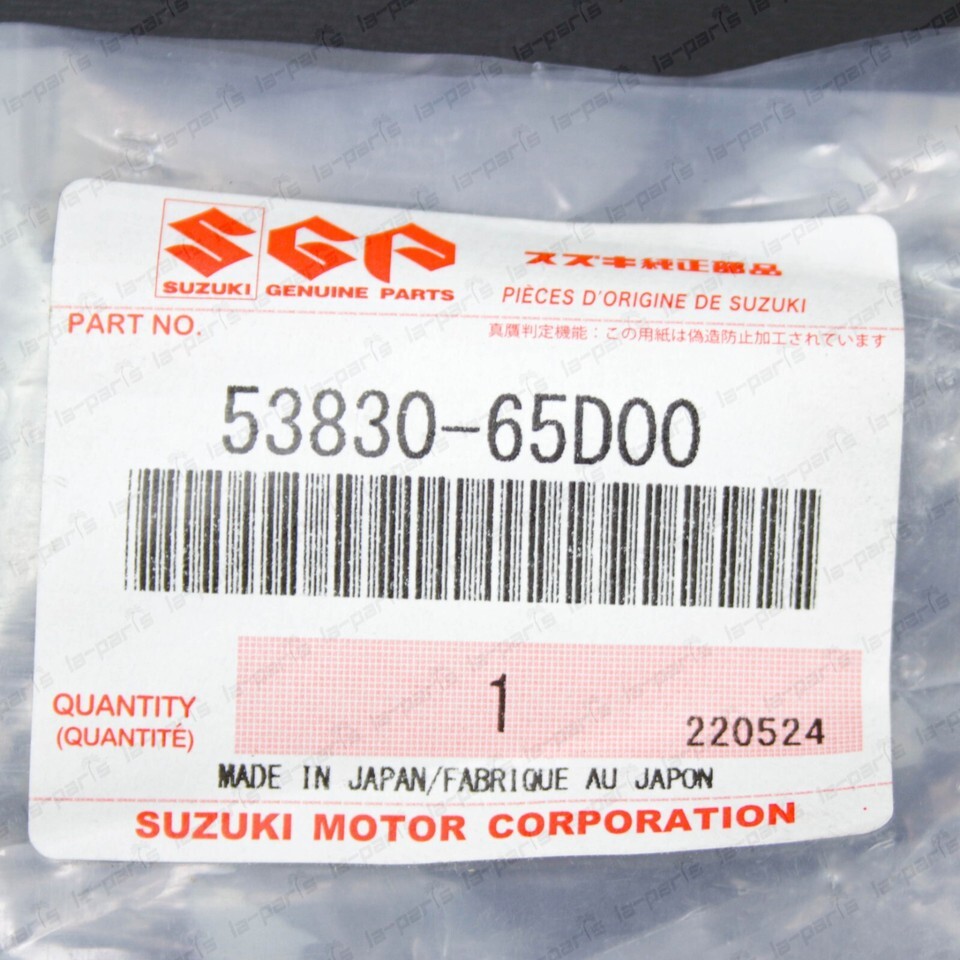 SGP
スズキ純正部品
SUZUKI GENUINE PARTS
PIÈCES D'ORIGINE DE SUZUKI
PART NO.
真贋判定機能：この用紙は偽造防止加工されています
53830-65D00
QUANTITY
(QUANTITÉ)
1
220524
MADE IN JAPAN/FABRIQUE AU JAPON
SUZUKI MOTOR CORPORATION
la-parts